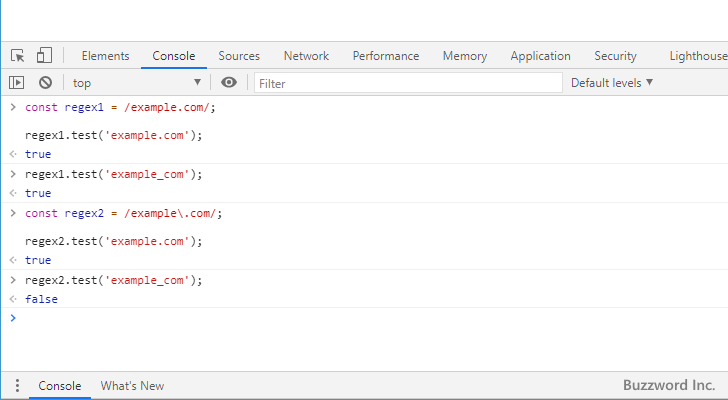 Elements Console Sources Network Performance Memory Application Security Lighthouse
top ▼ Filter Default levels ▼
> const regex1 = /example.com/;
regex1.test('example.com');
<· true
> regex1.test('example_com');
<· true
> const regex2 = /example\.com/;
regex2.test('example.com');
<· true
> regex2.test('example_com');
<· false
>
⋮ Console What's New Buzzword Inc.